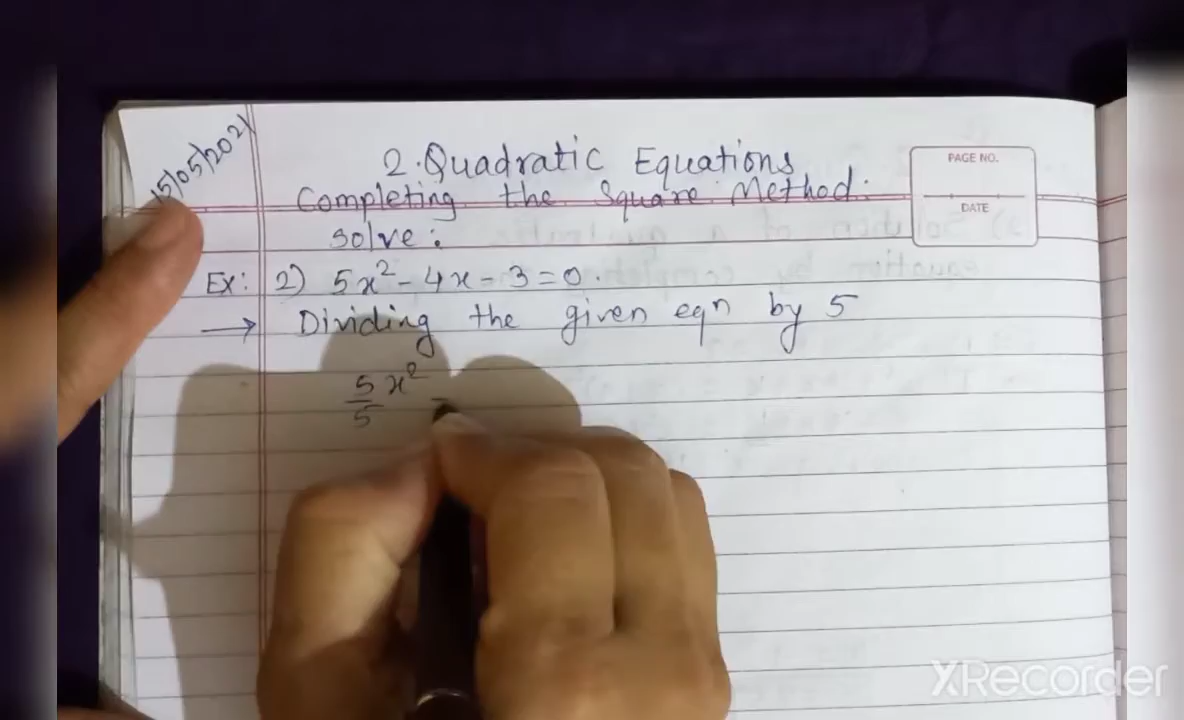 15/05/2021
2. Quadratic Equations
Completing the Square Method.
PAGE NO.
DATE
Solve:
Ex: 2) 5x² - 4x - 3 = 0.
→ Dividing the given eqn by 5
5/5 x² -
XRecorder